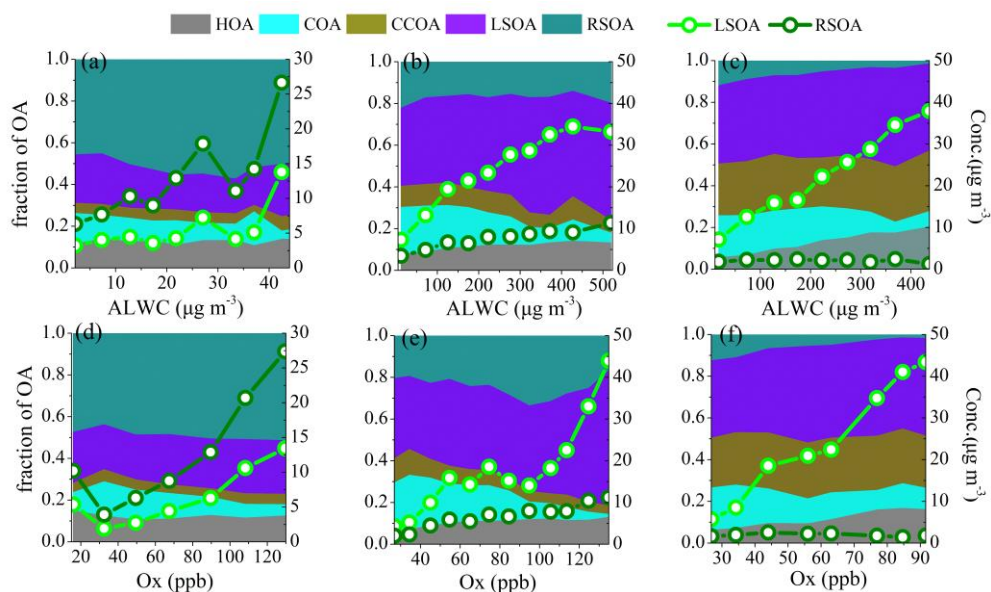 HOA COA CCOA LSOA RSOA LSOA RSOA
(a) (b) (c)
1.0 0.8 0.6 0.4 0.2 0.0
30 25 20 15 10 5 0
1.0 0.8 0.6 0.4 0.2 0.0
50 40 30 20 10 0
1.0 0.8 0.6 0.4 0.2 0.0
50 40 30 20 10 0
fraction of OA
Conc.(μg m-3)
10 20 30 40
0 100 200 300 400 500
100 200 300 400
ALWC (μg m-3) ALWC (μg m-3) ALWC (μg m-3)
(d) (e) (f)
1.0 0.8 0.6 0.4 0.2 0.0
30 25 20 15 10 5 0
1.0 0.8 0.6 0.4 0.2 0.0
50 40 30 20 10 0
1.0 0.8 0.6 0.4 0.2 0.0
50 40 30 20 10 0
fraction of OA
Conc.(μg m-3)
20 40 60 80 100 120
40 60 80 100 120
30 40 50 60 70 80 90
Ox (ppb) Ox (ppb) Ox (ppb)